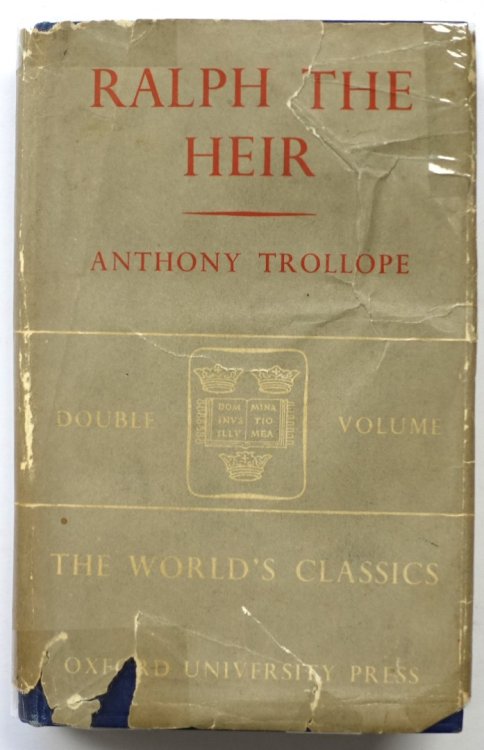 RALPH THE
HEIR
ANTHONY TROLLOPE
DOUBLE VOLUME
DOM MINA
INVS TIO
ILLV MEA
THE WORLD'S CLASSICS
OXFORD UNIVERSITY PRESS